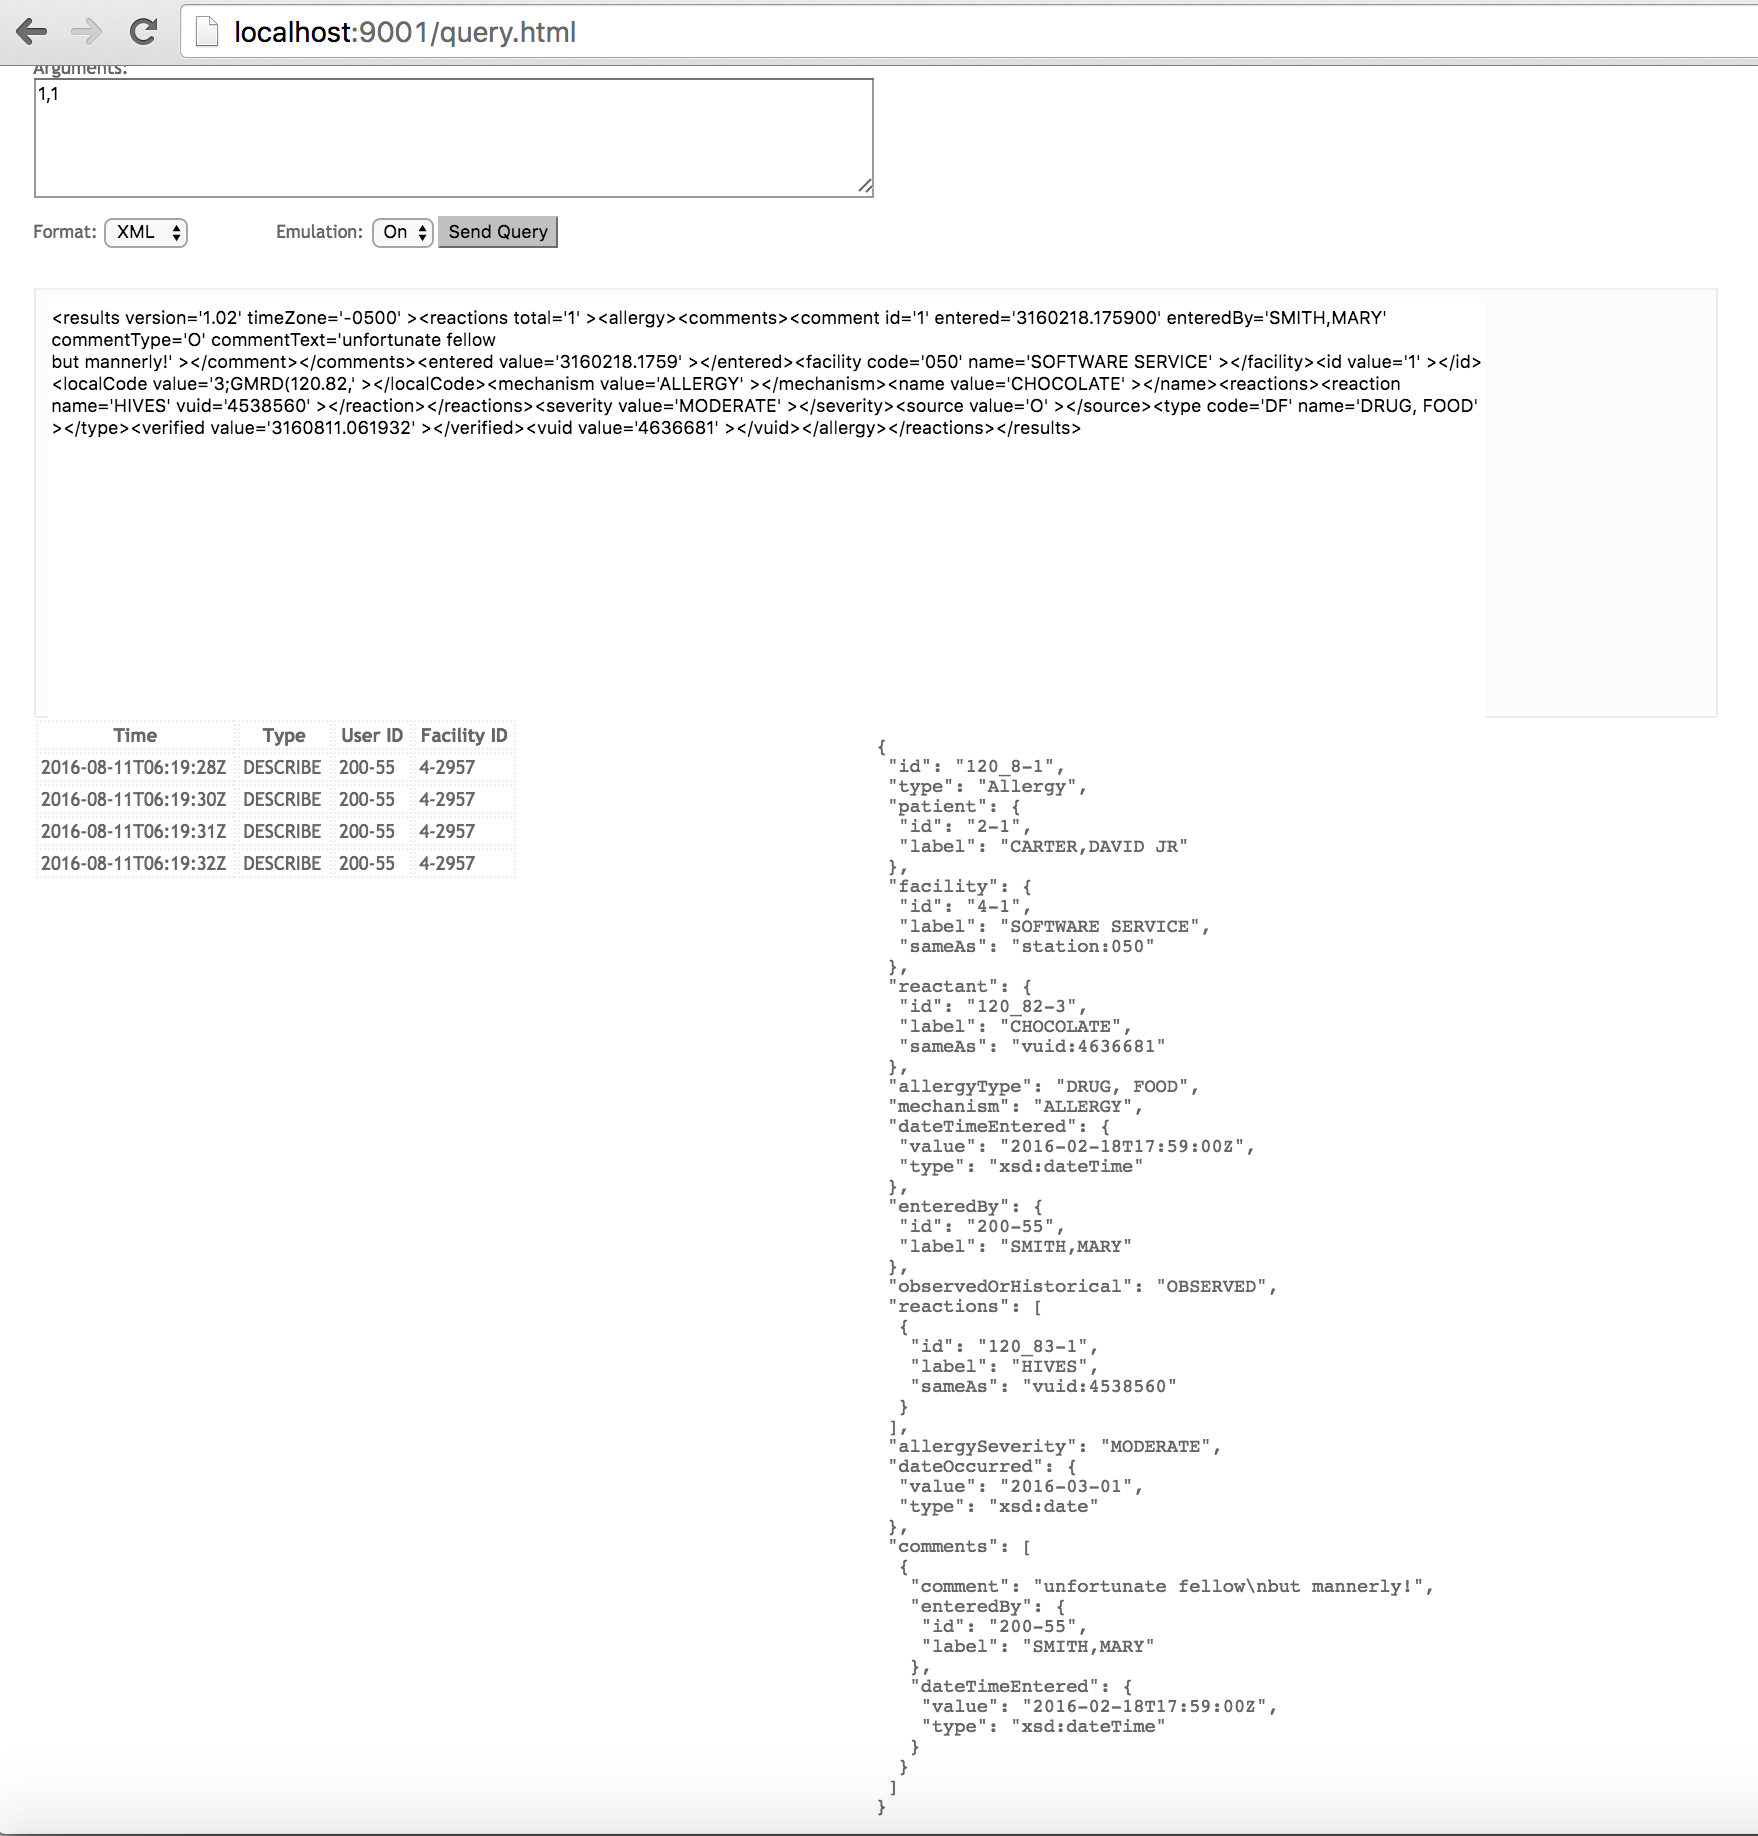 localhost:9001/query.html
Arguments:
1,1
Format: XML Emulation: On Send Query
<results version='1.02' timeZone='-0500' ><reactions total='1' ><allergy><comments><comment id='1' entered='3160218.175900' enteredBy='SMITH,MARY'
commentType='O' commentText='unfortunate fellow
but mannerly!' ></comment></comments><entered value='3160218.1759' ></entered><facility code='050' name='SOFTWARE SERVICE' ></facility><id value='1' ></id>
<localCode value='3;GMRD(120.82,' ></localCode><mechanism value='ALLERGY' ></mechanism><name value='CHOCOLATE' ></name><reactions><reaction
name='HIVES' vuid='4538560' ></reaction></reactions><severity value='MODERATE' ></severity><source value='O' ></source><type code='DF' name='DRUG, FOOD'
></type><verified value='3160811.061932' ></verified><vuid value='4636681' ></vuid></allergy></reactions></results>
Time Type User ID Facility ID
2016-08-11T06:19:28Z DESCRIBE 200-55 4-2957
2016-08-11T06:19:30Z DESCRIBE 200-55 4-2957
2016-08-11T06:19:31Z DESCRIBE 200-55 4-2957
2016-08-11T06:19:32Z DESCRIBE 200-55 4-2957
{
"id": "120_8-1",
"type": "Allergy",
"patient": {
"id": "2-1",
"label": "CARTER,DAVID JR"
},
"facility": {
"id": "4-1",
"label": "SOFTWARE SERVICE",
"sameAs": "station:050"
},
"reactant": {
"id": "120_82-3",
"label": "CHOCOLATE",
"sameAs": "vuid:4636681"
},
"allergyType": "DRUG, FOOD",
"mechanism": "ALLERGY",
"dateTimeEntered": {
"value": "2016-02-18T17:59:00Z",
"type": "xsd:dateTime"
},
"enteredBy": {
"id": "200-55",
"label": "SMITH,MARY"
},
"observedOrHistorical": "OBSERVED",
"reactions": [
{
"id": "120_83-1",
"label": "HIVES",
"sameAs": "vuid:4538560"
}
],
"allergySeverity": "MODERATE",
"dateOccurred": {
"value": "2016-03-01",
"type": "xsd:date"
},
"comments": [
{
"comment": "unfortunate fellow\nbut mannerly!",
"enteredBy": {
"id": "200-55",
"label": "SMITH,MARY"
},
"dateTimeEntered": {
"value": "2016-02-18T17:59:00Z",
"type": "xsd:dateTime"
}
}
]
}